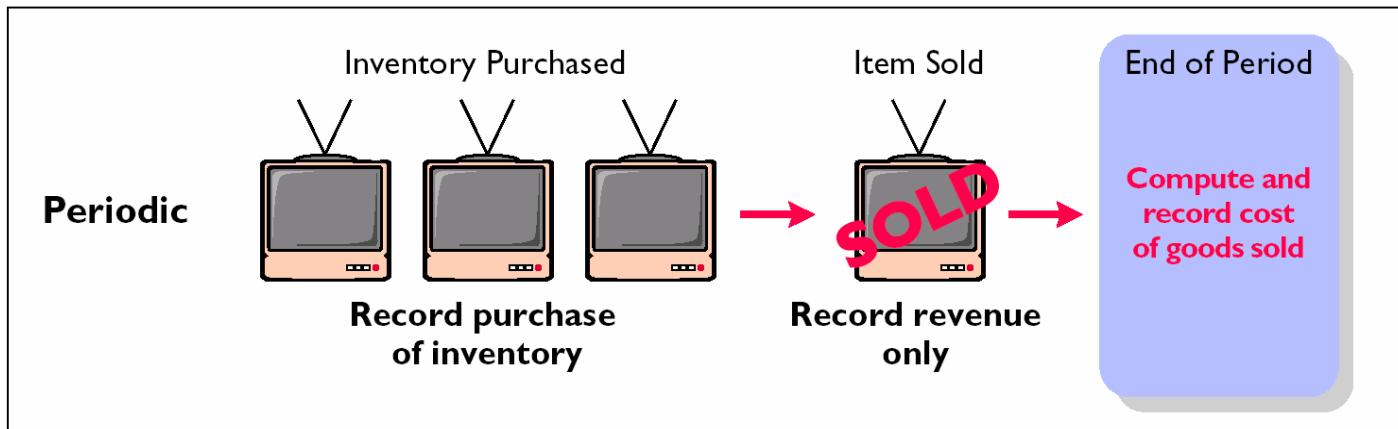 Inventory Purchased
Item Sold
End of Period
Periodic
SOLD
Compute and
record cost
of goods sold
Record purchase
of inventory
Record revenue
only